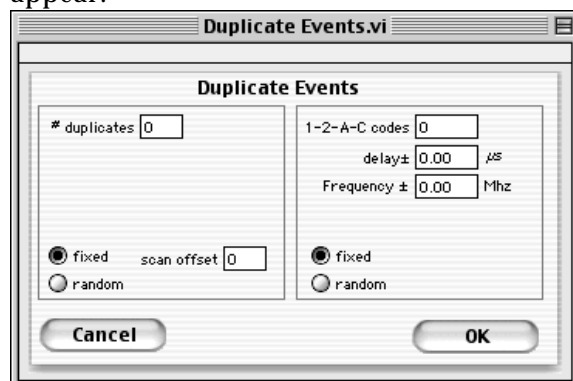 appear.
Duplicate Events.vi
Duplicate Events
# duplicates 0
fixed scan offset 0
random
1-2-A-C codes 0
delay± 0.00 µs
Frequency ± 0.00 Mhz
fixed
random
Cancel OK